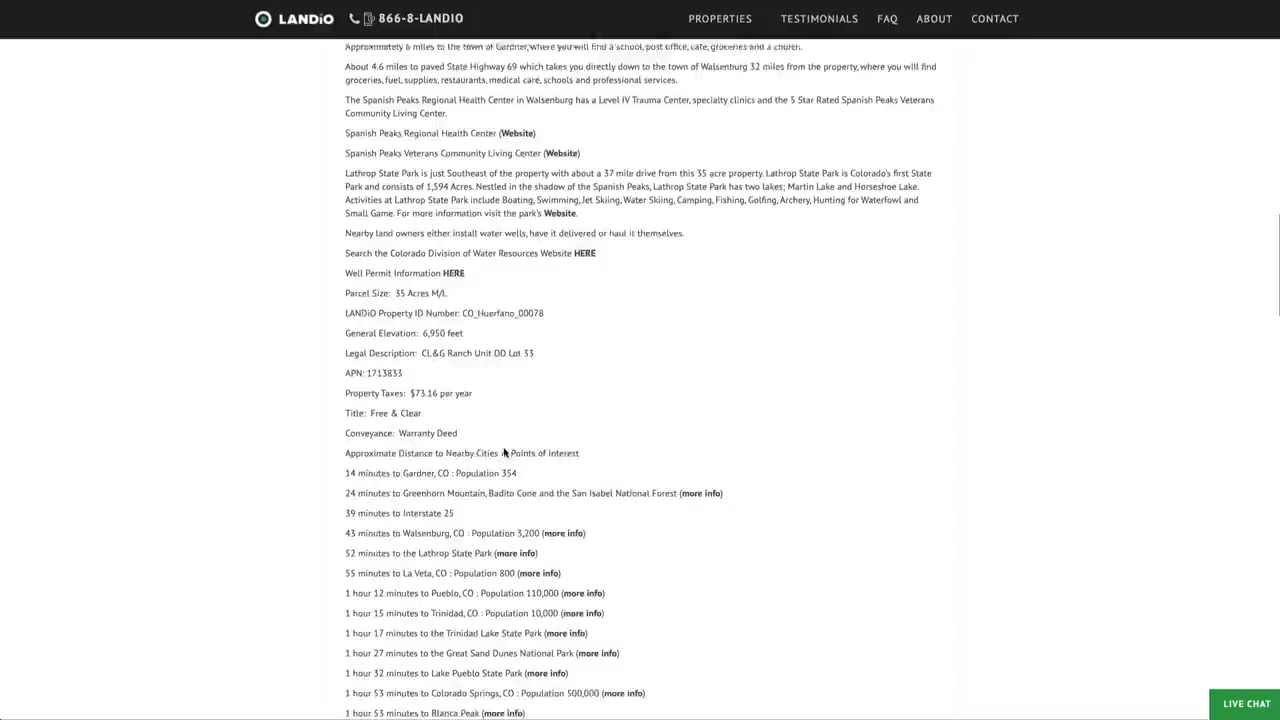 LANDiO
866-8-LANDIO
PROPERTIES
TESTIMONIALS
FAQ
ABOUT
CONTACT
Approximately 6 miles to the town of Gardner, where you will find a school, post office, cafe, groceries and a church.
About 4.6 miles to paved State Highway 69 which takes you directly down to the town of Walsenburg 32 miles from the property, where you will find
groceries, fuel, supplies, restaurants, medical care, schools and professional services.
The Spanish Peaks Regional Health Center in Walsenburg has a Level IV Trauma Center, specialty clinics and the 5 Star Rated Spanish Peaks Veterans
Community Living Center.
Spanish Peaks Regional Health Center (Website)
Spanish Peaks Veterans Community Living Center (Website)
Lathrop State Park is just Southeast of the property with about a 37 mile drive from this 35 acre property. Lathrop State Park is Colorado's first State
Park and consists of 1,594 Acres. Nestled in the shadow of the Spanish Peaks, Lathrop State Park has two lakes; Martin Lake and Horseshoe Lake.
Activities at Lathrop State Park include Boating, Swimming, Jet Skiing, Water Skiing, Camping, Fishing, Golfing, Archery, Hunting for Waterfowl and
Small Game. For more information visit the park's Website.
Nearby land owners either install water wells, have it delivered or haul it themselves.
Search the Colorado Division of Water Resources Website HERE
Well Permit Information HERE
Parcel Size: 35 Acres M/L
LANDiO Property ID Number: CO_Huerfano_00078
General Elevation: 6,950 feet
Legal Description: CL&G Ranch Unit DD Lot 33
APN: 1713833
Property Taxes: $73.16 per year
Title: Free & Clear
Conveyance: Warranty Deed
Approximate Distance to Nearby Cities Points of Interest
14 minutes to Gardner, CO : Population 354
24 minutes to Greenhorn Mountain, Badito Cone and the San Isabel National Forest (more info)
39 minutes to Interstate 25
43 minutes to Walsenburg, CO : Population 3,200 (more info)
52 minutes to the Lathrop State Park (more info)
55 minutes to La Veta, CO : Population 800 (more info)
1 hour 12 minutes to Pueblo, CO : Population 110,000 (more info)
1 hour 15 minutes to Trinidad, CO : Population 10,000 (more info)
1 hour 17 minutes to the Trinidad Lake State Park (more info)
1 hour 27 minutes to the Great Sand Dunes National Park (more info)
1 hour 32 minutes to Lake Pueblo State Park (more info)
1 hour 53 minutes to Colorado Springs, CO : Population 500,000 (more info)
1 hour 53 minutes to Blanca Peak (more info)
LIVE CHAT